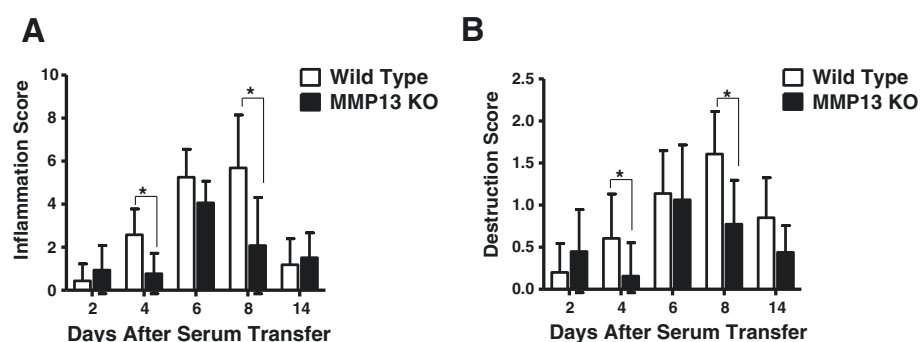 A
Inflammation Score
10
8
6
4
2
0
*
*
Wild Type
MMP13 KO
2 4 6 8 14
Days After Serum Transfer
B
Destruction Score
2.5
2.0
1.5
1.0
0.5
0.0
*
*
Wild Type
MMP13 KO
2 4 6 8 14
Days After Serum Transfer